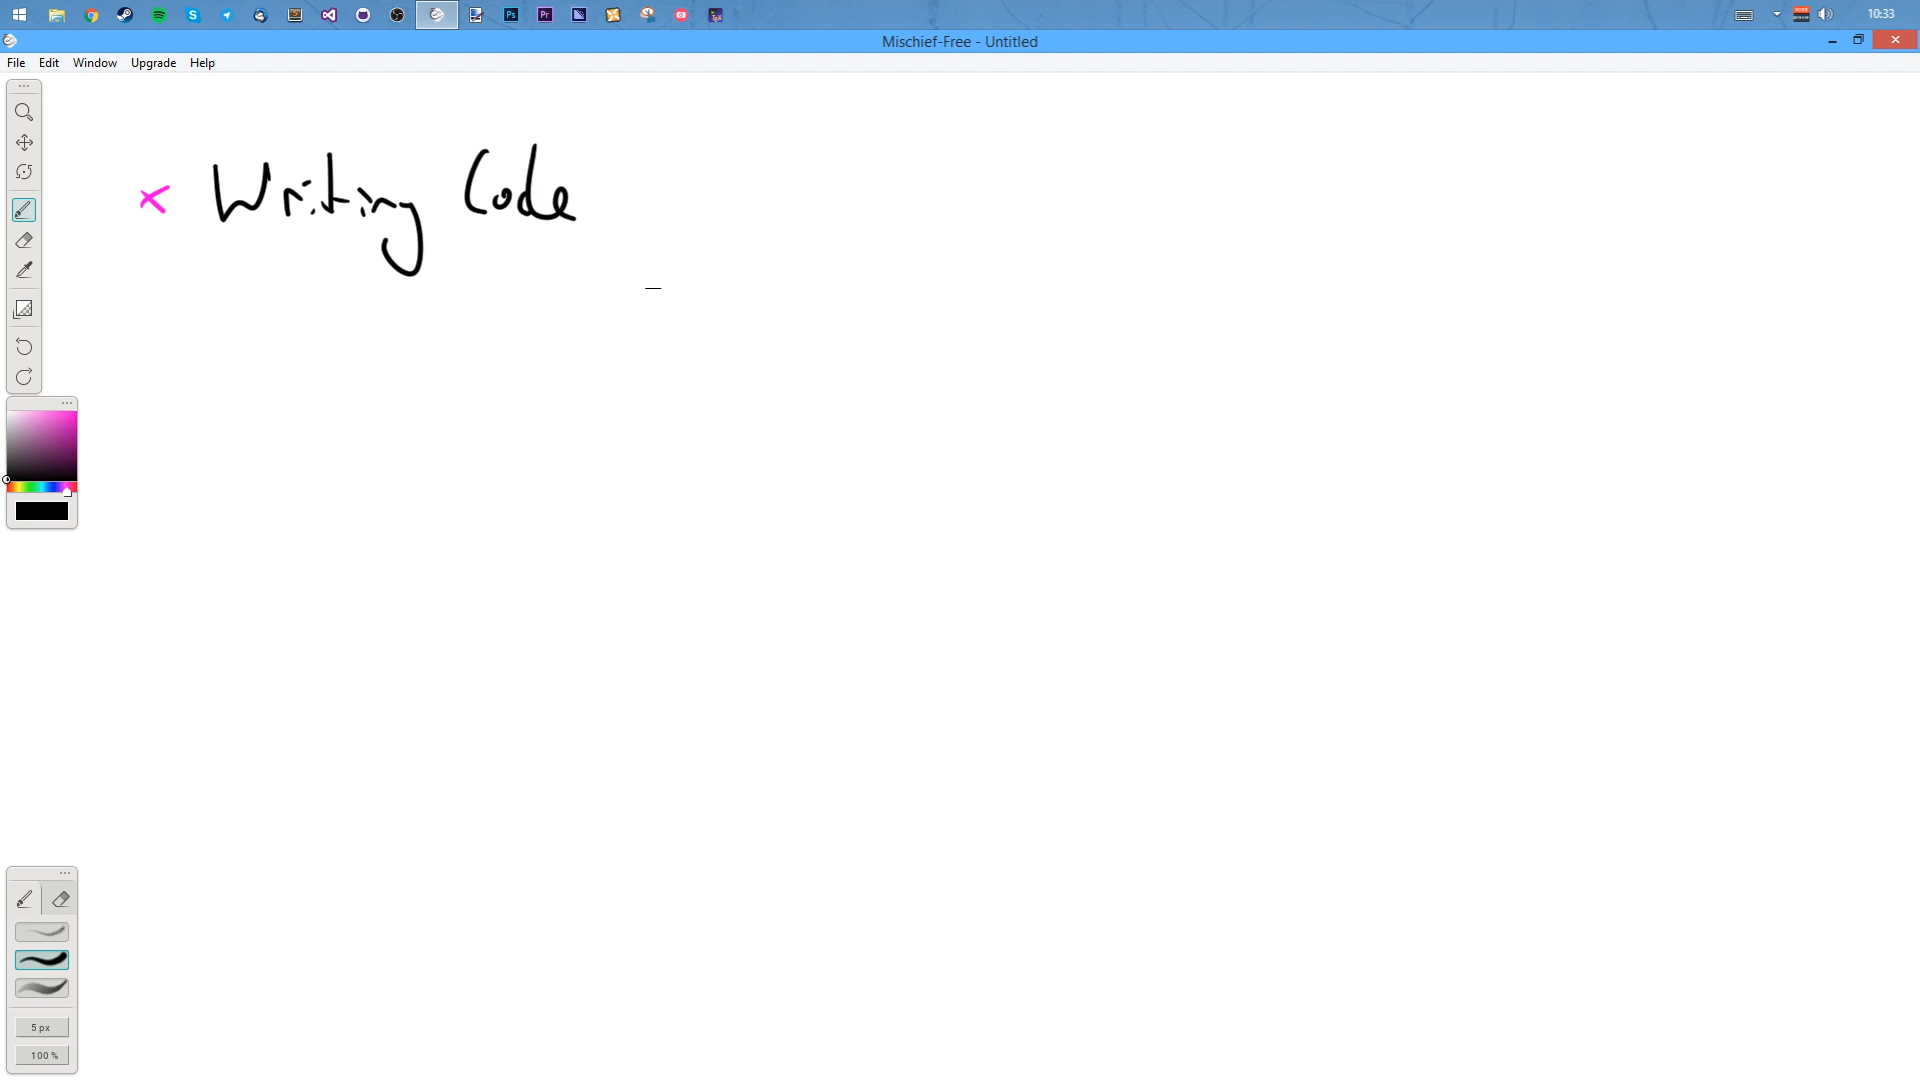 10:33
Mischief-Free - Untitled
File Edit Window Upgrade Help
x Writing Code
5 px
100 %